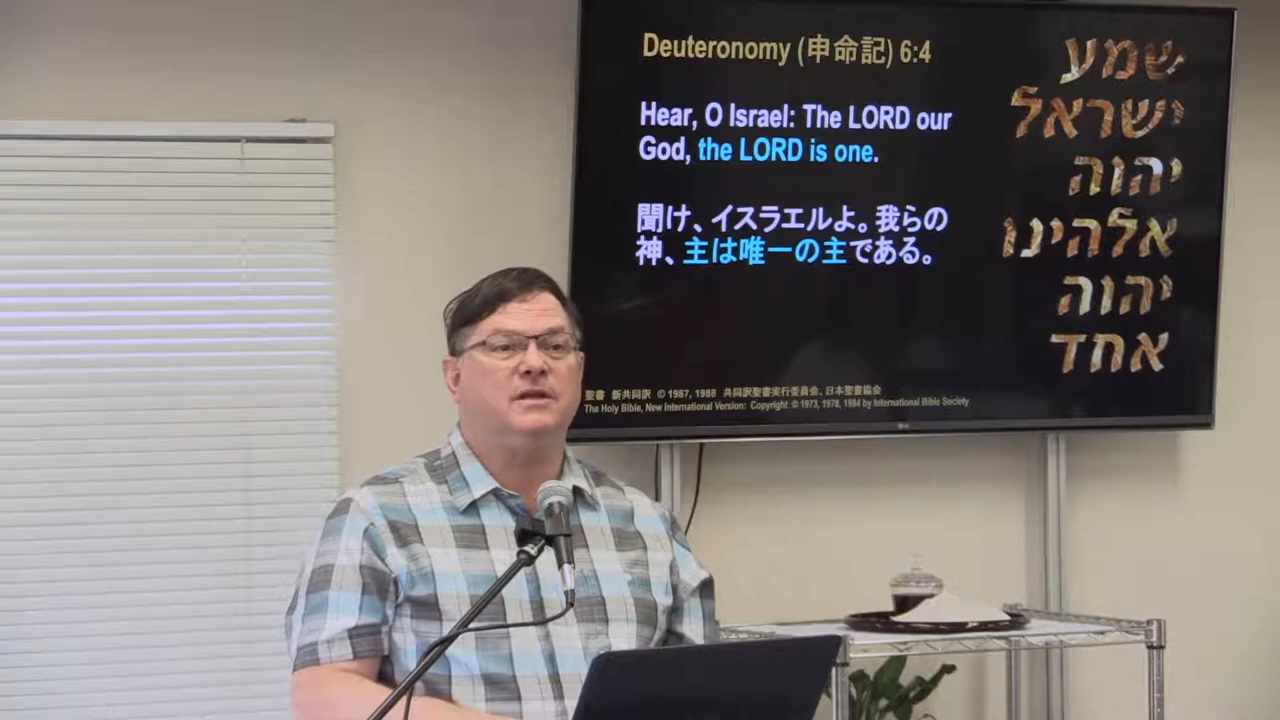 Deuteronomy (申命記) 6:4
Hear, O Israel: The LORD our
God, the LORD is one.
聞け、イスラエルよ。我らの
神、主は唯一の主である。
שמע
ישראל
יהוה
אלהינו
יהוה
אחד
聖書 新共同訳 © 1987, 1988 共同訳聖書実行委員会、日本聖書協会
The Holy Bible, New International Version: Copyright © 1973, 1978, 1984 by International Bible Society
LG